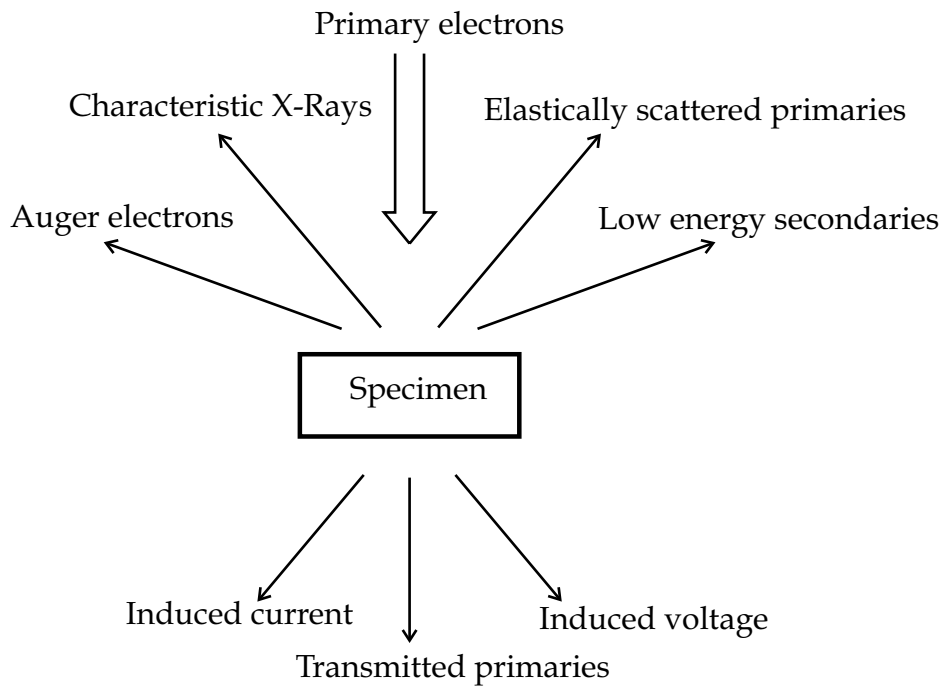 Primary electrons
Characteristic X-Rays
Elastically scattered primaries
Auger electrons
Low energy secondaries
Specimen
Induced current
Induced voltage
Transmitted primaries